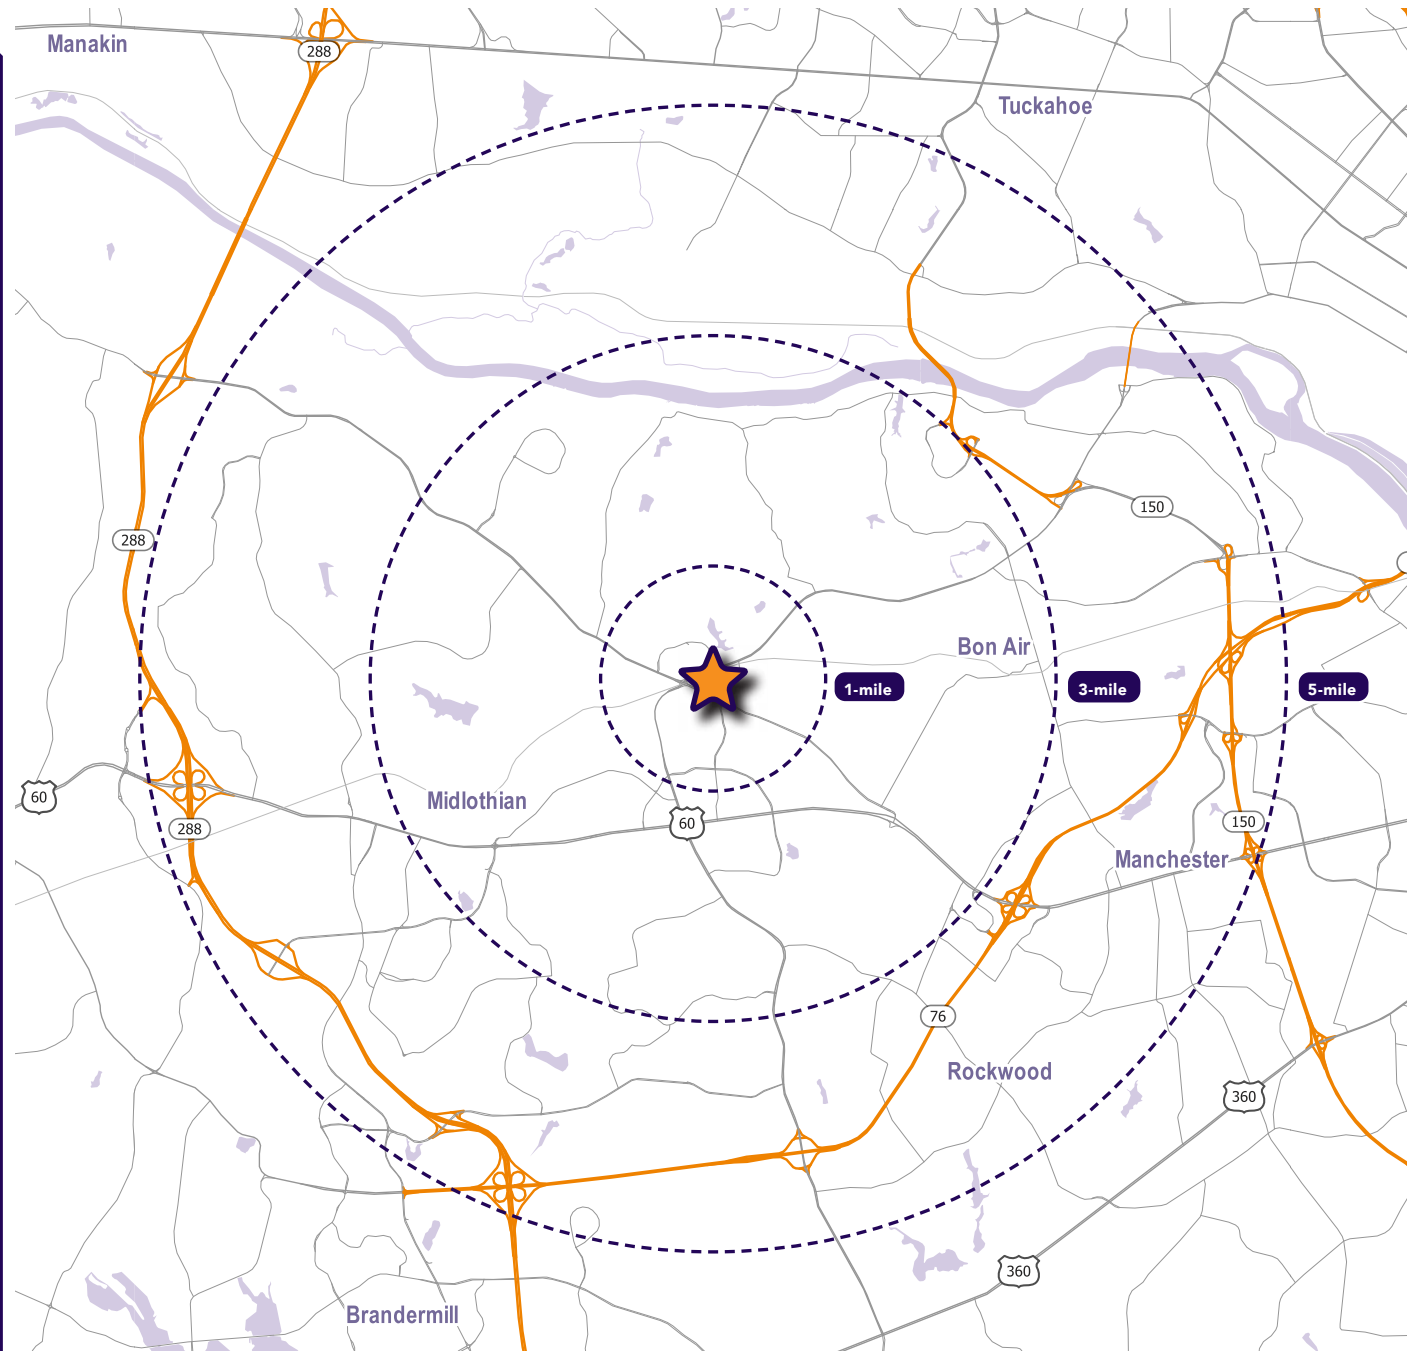 Manakin
288
Tuckahoe
150
288
Bon Air
1-mile
3-mile
5-mile
60
Midlothian
288
60
150
Manchester
76
Rockwood
360
360
Brandermill